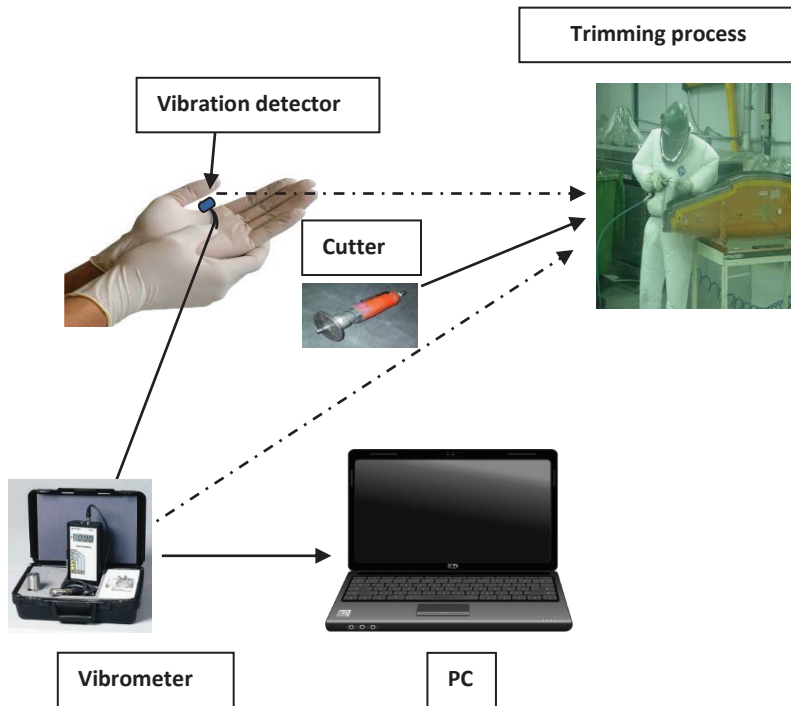 Trimming process
Vibration detector
Cutter
Vibrometer
PC